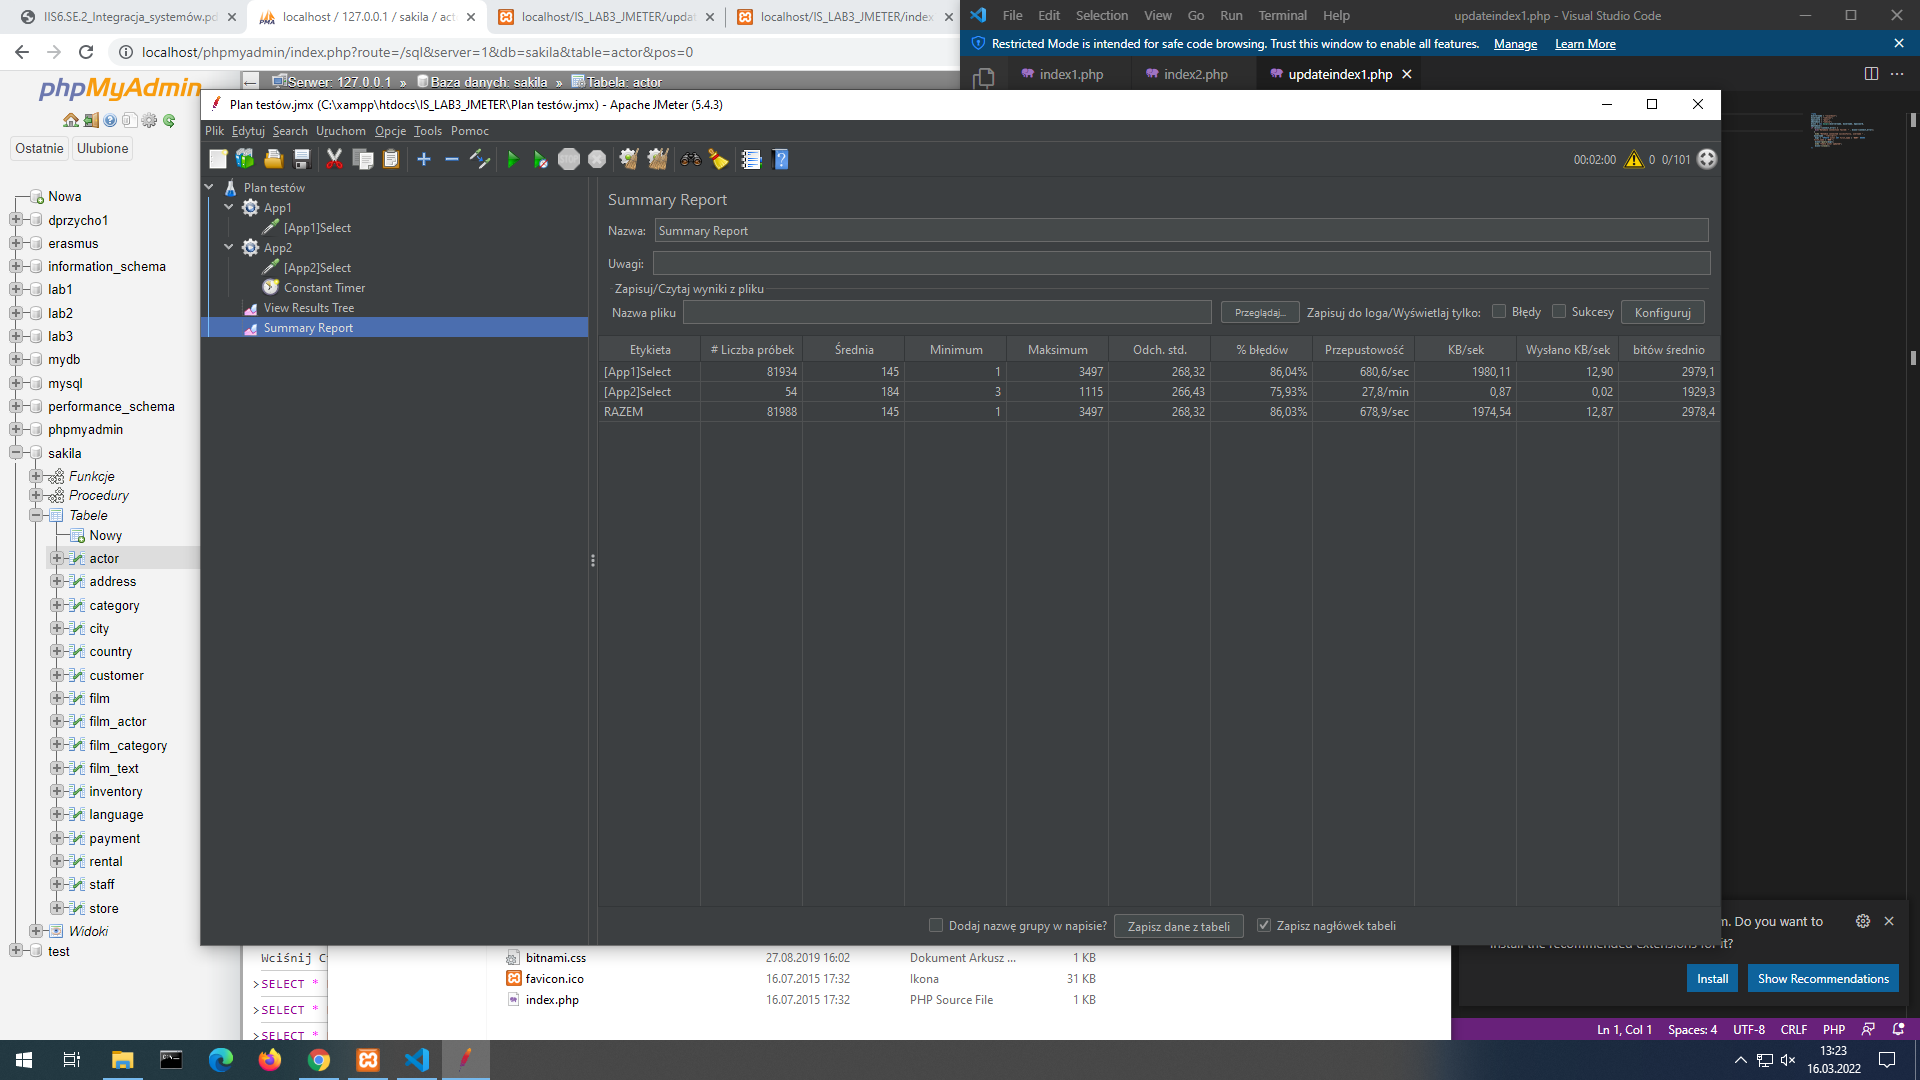 IIS6.SE.2_Integracja_systemów.pd
localhost / 127.0.0.1 / sakila / act
localhost/IS_LAB3_JMETER/updat
localhost/IS_LAB3_JMETER/index
localhost/phpmyadmin/index.php?route=/sql&server=1&db=sakila&table=actor&pos=0
File Edit Selection View Go Run Terminal Help
updateindex1.php - Visual Studio Code
Restricted Mode is intended for safe code browsing. Trust this window to enable all features. Manage Learn More
index1.php
index2.php
updateindex1.php
phpMyAdmin
Serwer: 127.0.0.1 » Baza danych: sakila » Tabela: actor
Ostatnie
Ulubione
Nowa
dprzycho1
erasmus
information_schema
lab1
lab2
lab3
mydb
mysql
performance_schema
phpmyadmin
sakila
Funkcje
Procedury
Tabele
Nowy
actor
address
category
city
country
customer
film
film_actor
film_category
film_text
inventory
language
payment
rental
staff
store
Widoki
test
Plan testów.jmx (C:\xampp\htdocs\IS_LAB3_JMETER\Plan testów.jmx) - Apache JMeter (5.4.3)
Plik Edytuj Search Uruchom Opcje Tools Pomoc
00:02:00 0 0/101
Plan testów
App1
[App1]Select
App2
[App2]Select
Constant Timer
View Results Tree
Summary Report
Summary Report
Nazwa: Summary Report
Uwagi:
Zapisuj/Czytaj wyniki z pliku
Nazwa pliku
Przeglądaj...
Zapisuj do loga/Wyświetlaj tylko: Błędy Sukcesy Konfiguruj
Etykieta # Liczba próbek Średnia Minimum Maksimum Odch. std. % błędów Przepustowość KB/sek Wysłano KB/sek bitów średnio
[App1]Select 81934 145 1 3497 268,32 86,04% 680,6/sec 1980,11 12,90 2979,1
[App2]Select 54 184 3 1115 266,43 75,93% 27,8/min 0,87 0,02 1929,3
RAZEM 81988 145 1 3497 268,32 86,03% 678,9/sec 1974,54 12,87 2978,4
Dodaj nazwę grupy w napisie? Zapisz dane z tabeli Zapisz nagłówek tabeli
Wciśnij C
>SELECT *
>SELECT *
>SELECT *
bitnami.css 27.08.2019 16:02 Dokument Arkusz ... 1 KB
favicon.ico 16.07.2015 17:32 Ikona 31 KB
index.php 16.07.2015 17:32 PHP Source File 1 KB
m. Do you want to
install the recommended extensions for it?
Install
Show Recommendations
Ln 1, Col 1 Spaces: 4 UTF-8 CRLF PHP
13:23
16.03.2022